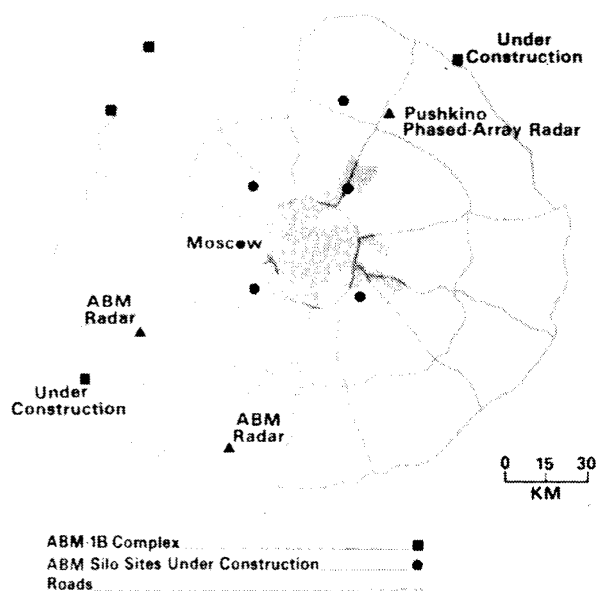 Under
Construction
Pushkino
Phased-Array Radar
Moscow
ABM
Radar
Under
Construction
ABM
Radar
0 15 30
KM
ABM-1B Complex
ABM Silo Sites Under Construction
Roads